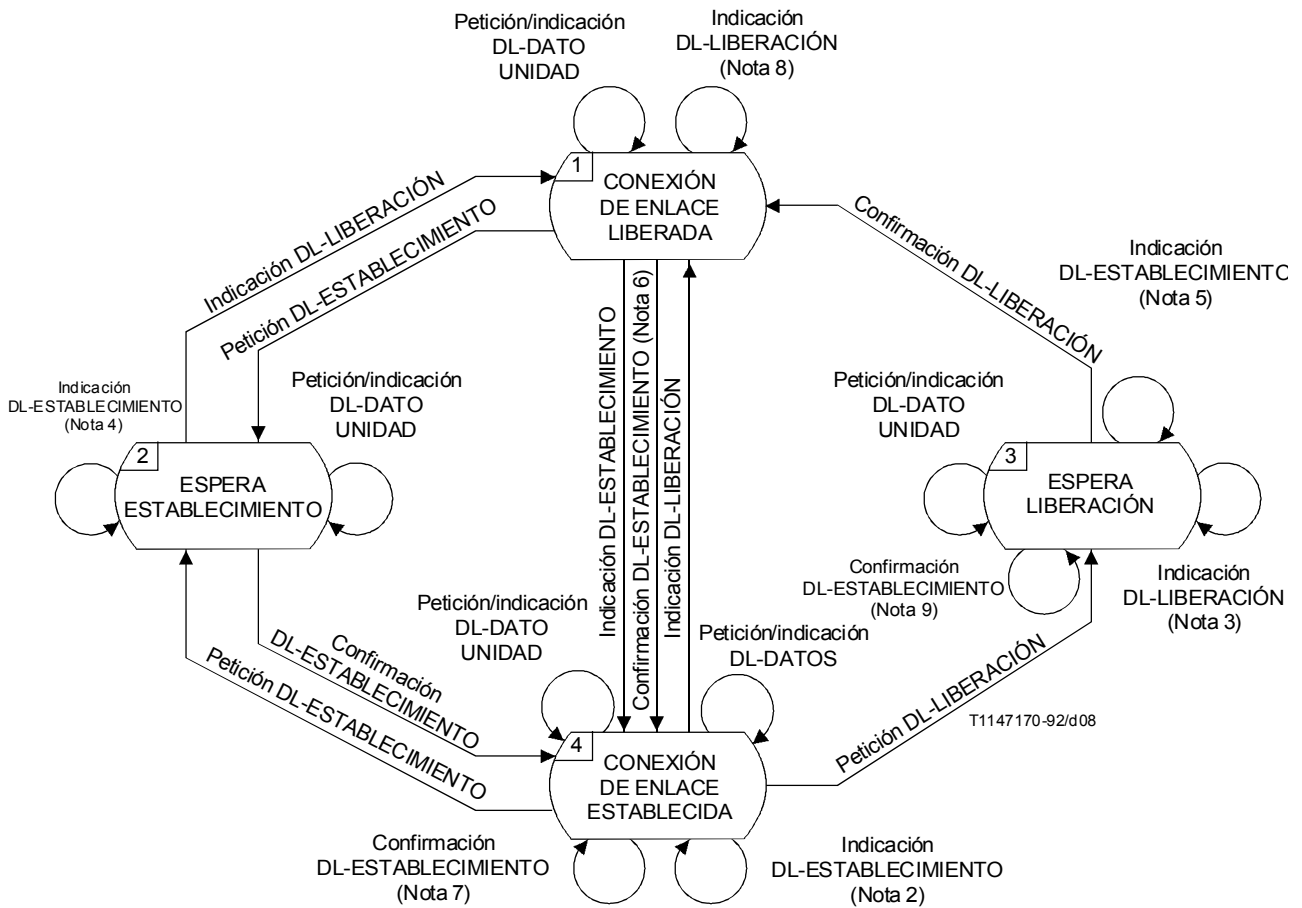 Petición/indicación
DL-DATO
UNIDAD
Indicación
DL-LIBERACIÓN
(Nota 8)
1
CONEXIÓN
DE ENLACE
LIBERADA
Indicación DL-LIBERACIÓN
Petición DL-ESTABLECIMIENTO
Confirmación DL-LIBERACIÓN
Indicación
DL-ESTABLECIMIENTO
(Nota 5)
Indicación DL-ESTABLECIMIENTO
Confirmación DL-ESTABLECIMIENTO (Nota 6)
Indicación DL-LIBERACIÓN
Indicación
DL-ESTABLECIMIENTO
(Nota 4)
Petición/indicación
DL-DATO
UNIDAD
Petición/indicación
DL-DATO
UNIDAD
2
ESPERA
ESTABLECIMIENTO
3
ESPERA
LIBERACIÓN
Confirmación
DL-ESTABLECIMIENTO
(Nota 9)
Indicación
DL-LIBERACIÓN
(Nota 3)
Confirmación
DL-ESTABLECIMIENTO
Petición DL-ESTABLECIMIENTO
Petición/indicación
DL-DATO
UNIDAD
Petición/indicación
DL-DATOS
Petición DL-LIBERACIÓN
T1147170-92/d08
4
CONEXIÓN
DE ENLACE
ESTABLECIDA
Confirmación
DL-ESTABLECIMIENTO
(Nota 7)
Indicación
DL-ESTABLECIMIENTO
(Nota 2)